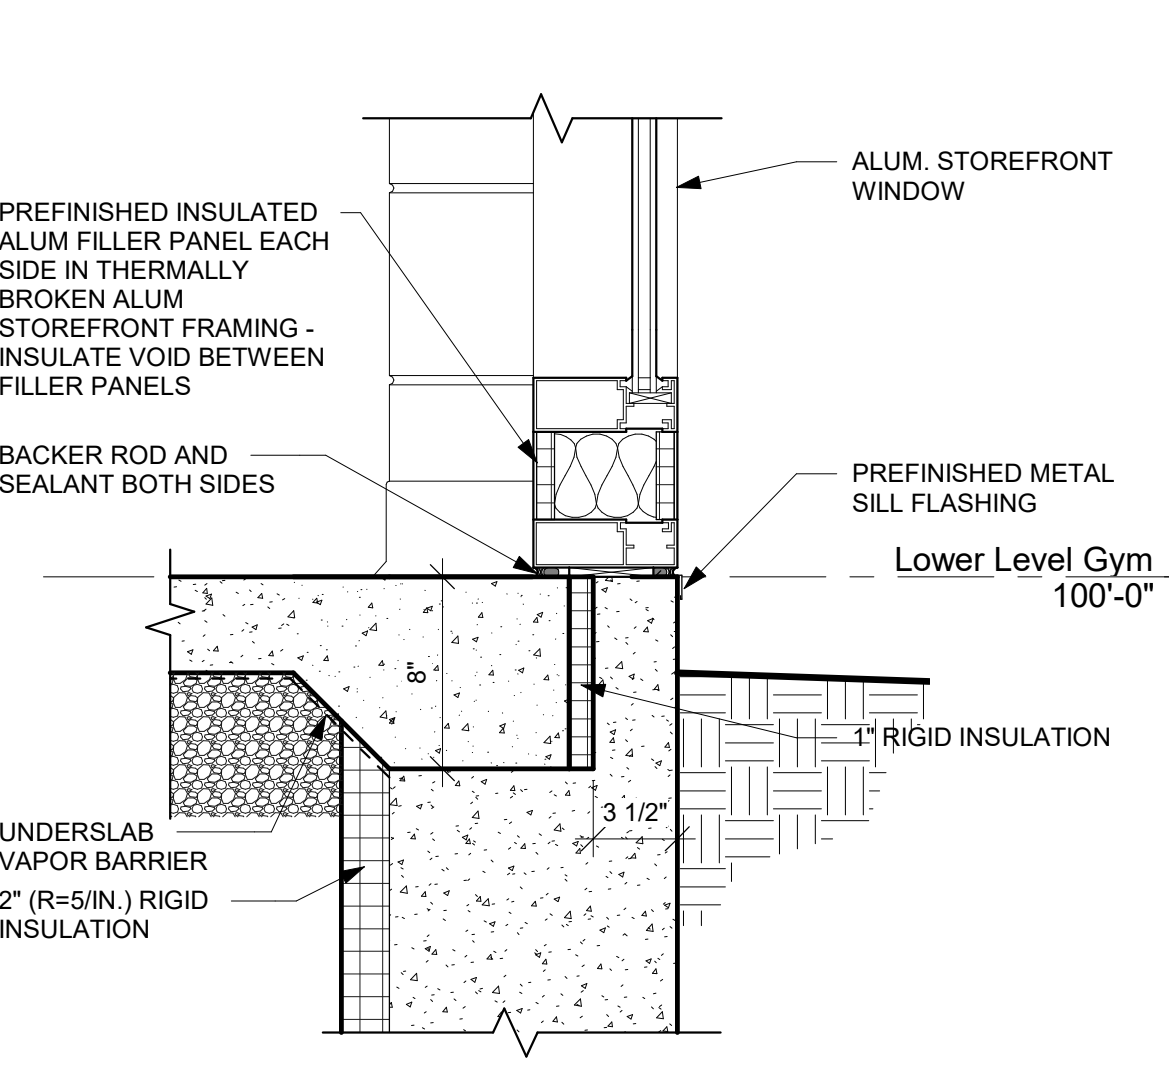 ALUM. STOREFRONT
WINDOW
PREFINISHED INSULATED
ALUM FILLER PANEL EACH
SIDE IN THERMALLY
BROKEN ALUM
STOREFRONT FRAMING -
INSULATE VOID BETWEEN
FILLER PANELS
BACKER ROD AND
SEALANT BOTH SIDES
PREFINISHED METAL
SILL FLASHING
Lower Level Gym
100'-0"
8"
1" RIGID INSULATION
3 1/2"
UNDERSLAB
VAPOR BARRIER
2" (R=5/IN.) RIGID
INSULATION